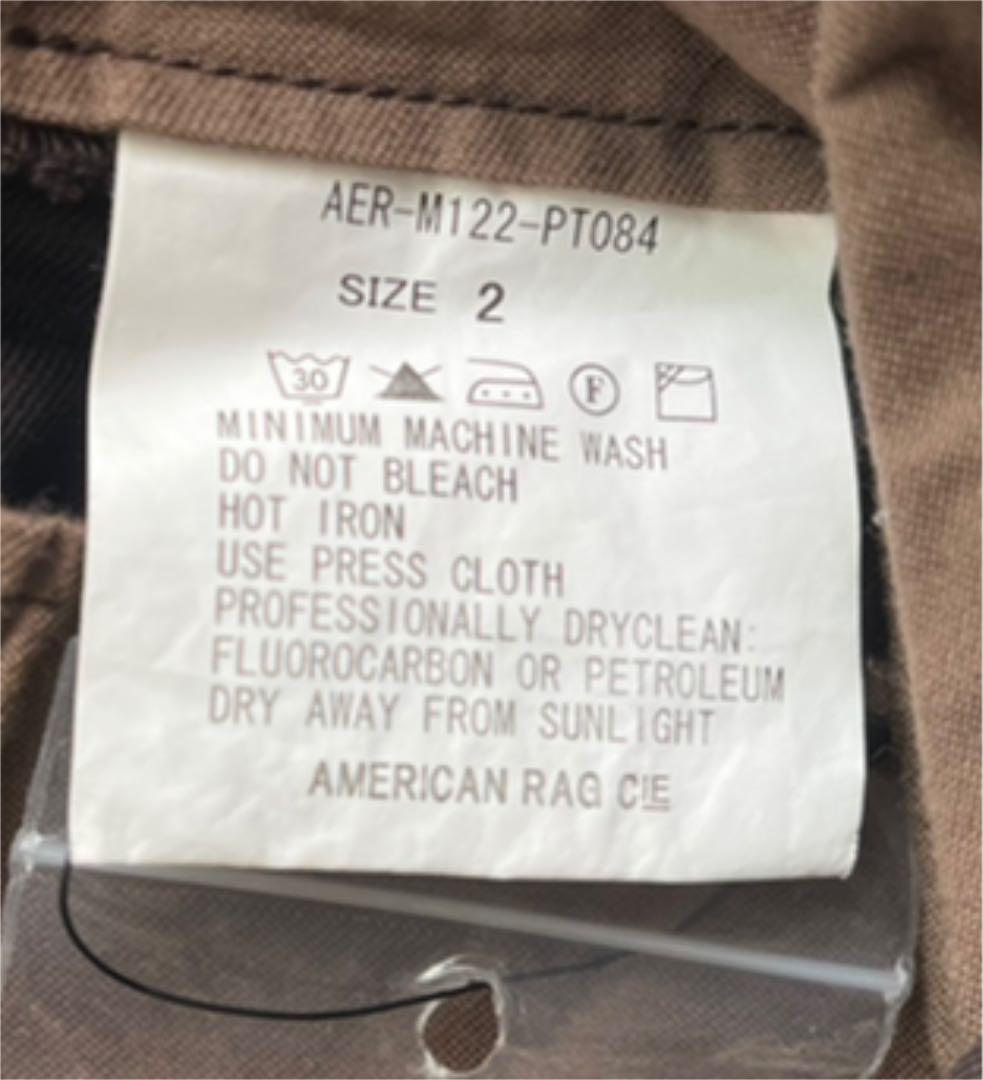 AER-M122-PT084
SIZE 2
30 F
MINIMUM MACHINE WASH
DO NOT BLEACH
HOT IRON
USE PRESS CLOTH
PROFESSIONALLY DRYCLEAN:
FLUOROCARBON OR PETROLEUM
DRY AWAY FROM SUNLIGHT
AMERICAN RAG CIE